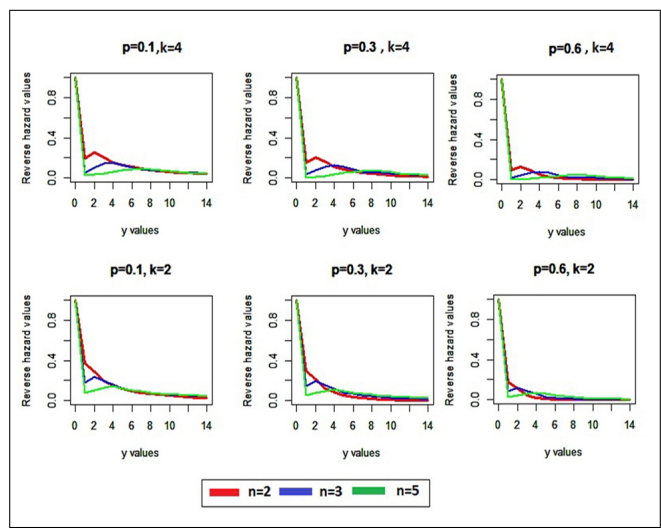 p=0.1,k=4
p=0.3 , k=4
p=0.6 , k=4
Reverse hazard values
0.0 0.4 0.8
0 2 4 6 8 10 14
y values
Reverse hazard values
0.0 0.4 0.8
0 2 4 6 8 10 14
y values
Reverse hazard values
0.0 0.4 0.8
0 2 4 6 8 10 14
y values
p=0.1, k=2
p=0.3, k=2
p=0.6, k=2
Reverse hazard values
0.0 0.4 0.8
0 2 4 6 8 10 14
y values
Reverse hazard values
0.0 0.4 0.8
0 2 4 6 8 10 14
y values
Reverse hazard values
0.0 0.4 0.8
0 2 4 6 8 10 14
y values
n=2 n=3 n=5